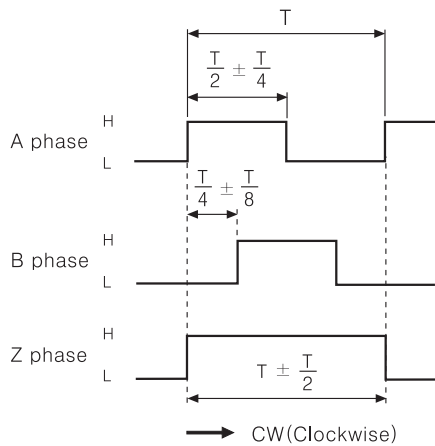 T
T/2 ± T/4
H
A phase
L
T/4 ± T/8
H
B phase
L
H
Z phase
L
T ± T/2
CW(Clockwise)